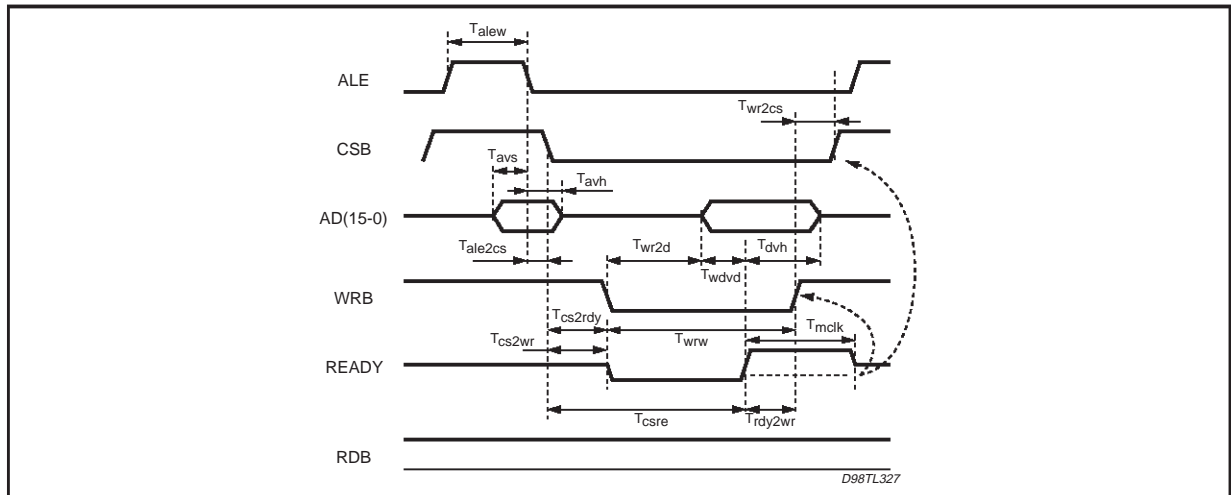 Talew
ALE
Twr2cs
CSB
Tavs
Tavh
AD(15-0)
Tale2cs
Twr2d
Tdvh
Twdvd
WRB
Tcs2rdy
Tmclk
Tcs2wr
Twrw
READY
Tcsre
Trdy2wr
RDB
D98TL327